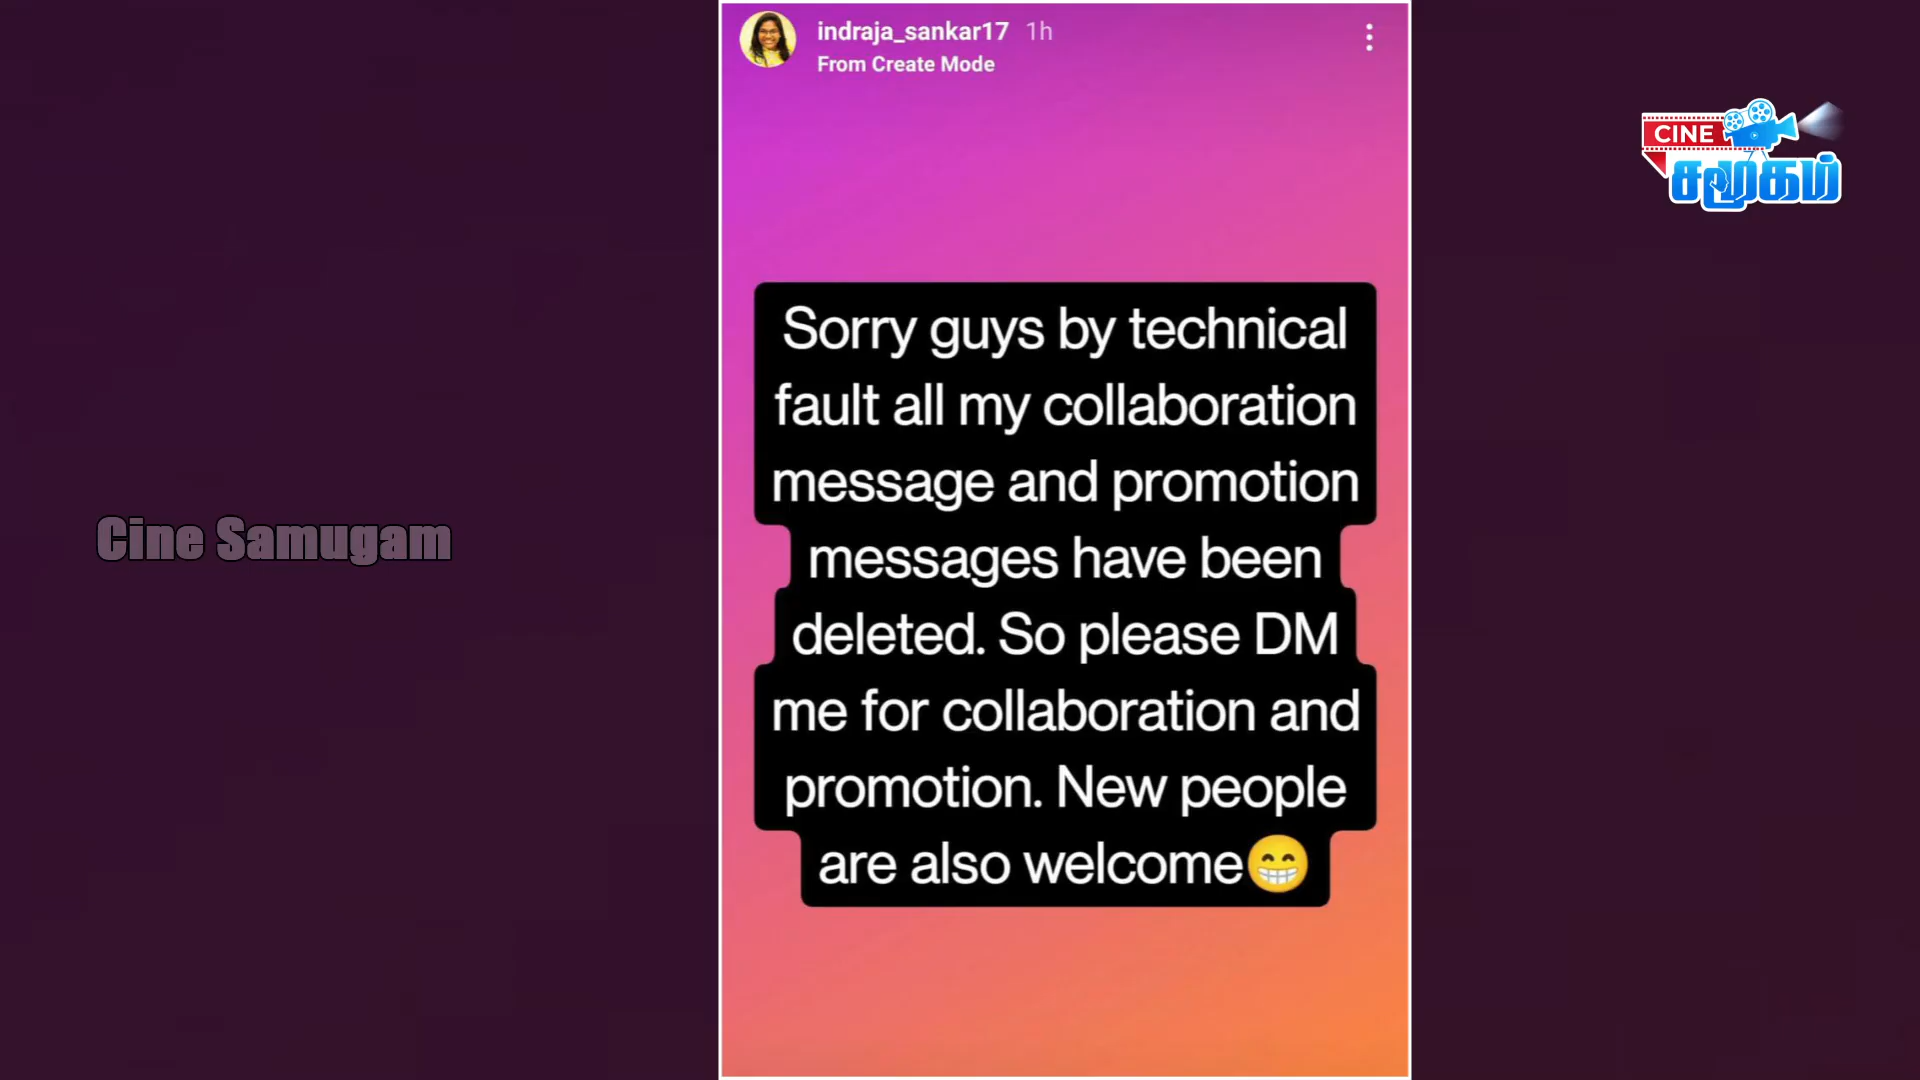 indraja_sankar17 1h
From Create Mode
CINE
சமூகம்
Sorry guys by technical
fault all my collaboration
message and promotion
messages have been
deleted. So please DM
me for collaboration and
promotion. New people
are also welcome😁
Cine Samugam